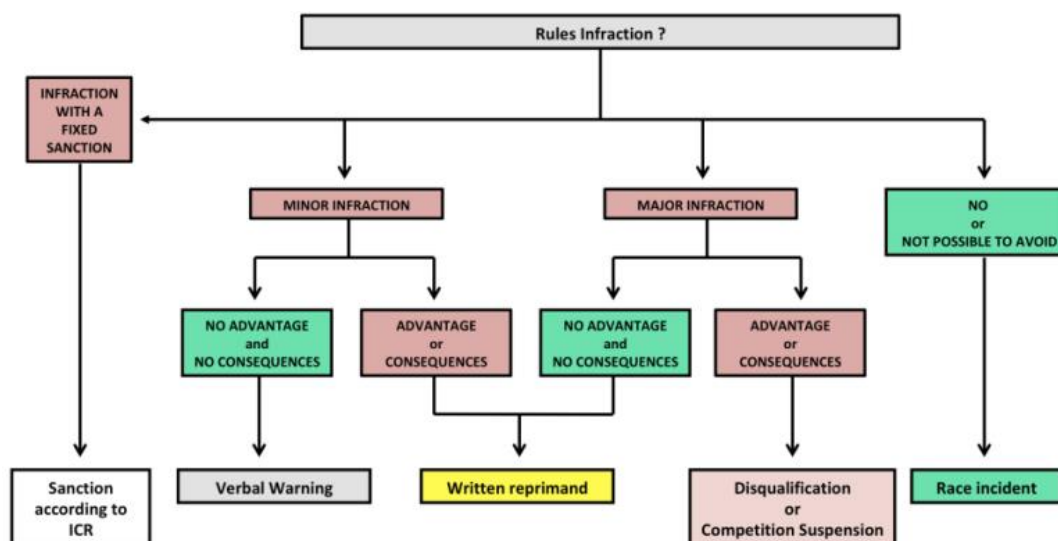 Rules Infraction ?
INFRACTION
WITH A
FIXED
SANCTION
MINOR INFRACTION
MAJOR INFRACTION
NO
or
NOT POSSIBLE TO AVOID
NO ADVANTAGE
and
NO CONSEQUENCES
ADVANTAGE
or
CONSEQUENCES
NO ADVANTAGE
and
NO CONSEQUENCES
ADVANTAGE
or
CONSEQUENCES
Sanction
according to
ICR
Verbal Warning
Written reprimand
Disqualification
or
Competition Suspension
Race incident